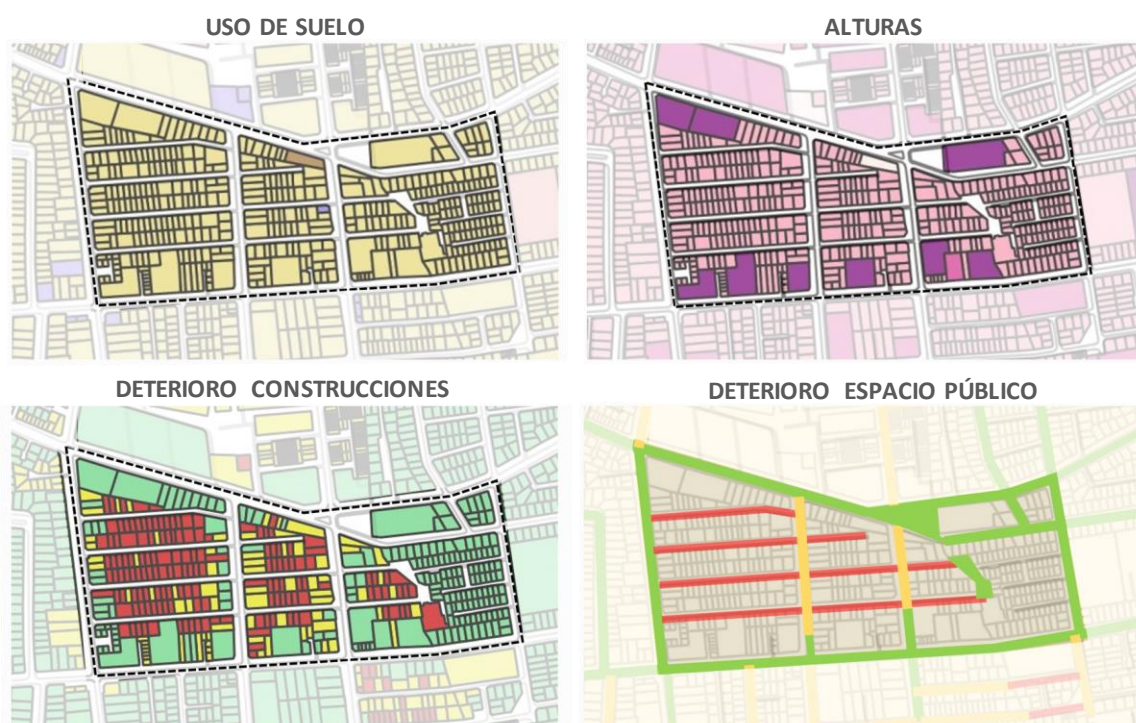 USO DE SUELO
ALTURAS
DETERIORO CONSTRUCCIONES
DETERIORO ESPACIO PÚBLICO